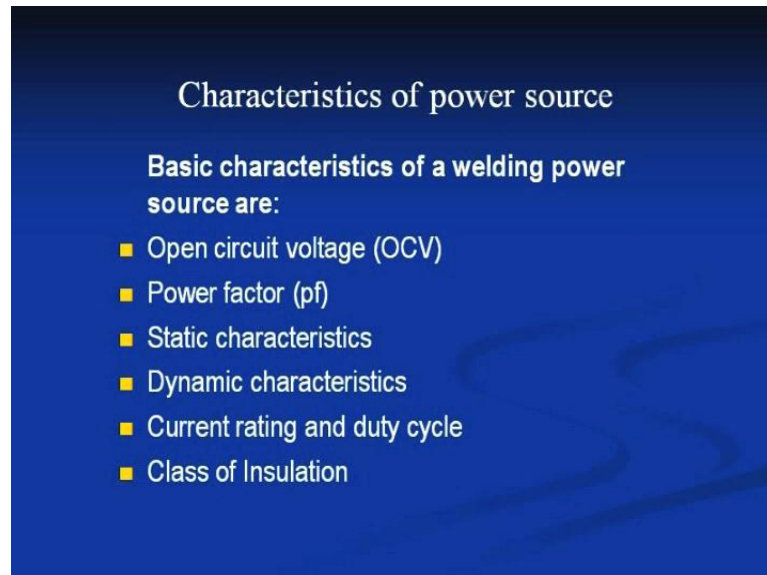 Characteristics of power source
Basic characteristics of a welding power
source are:
Open circuit voltage (OCV)
Power factor (pf)
Static characteristics
Dynamic characteristics
Current rating and duty cycle
Class of Insulation